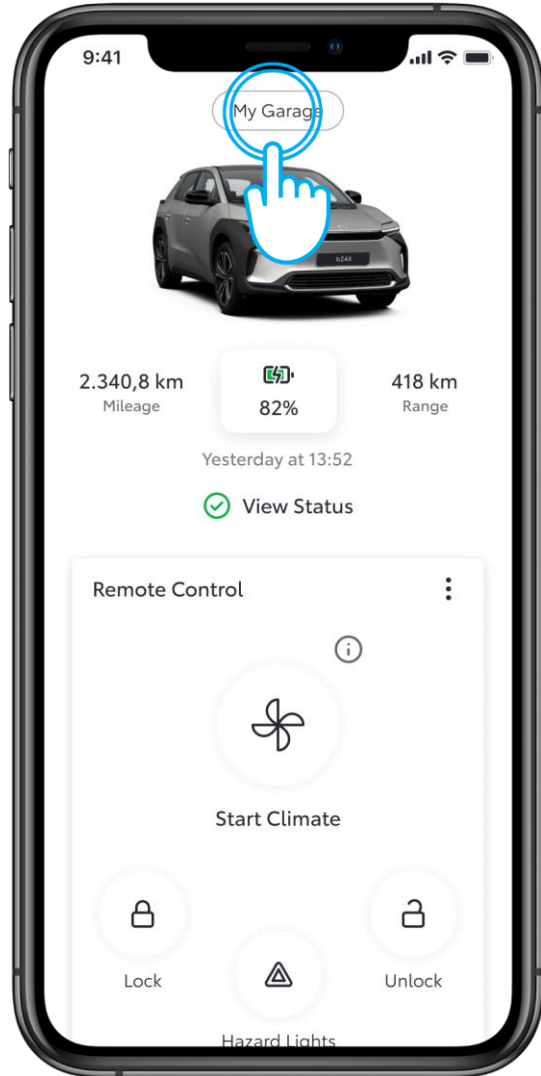 9:41
My Garage
bZ4X
2.340,8 km
82%
418 km
Mileage
Range
Yesterday at 13:52
View Status
Remote Control
Start Climate
Lock
Unlock
Hazard Lights